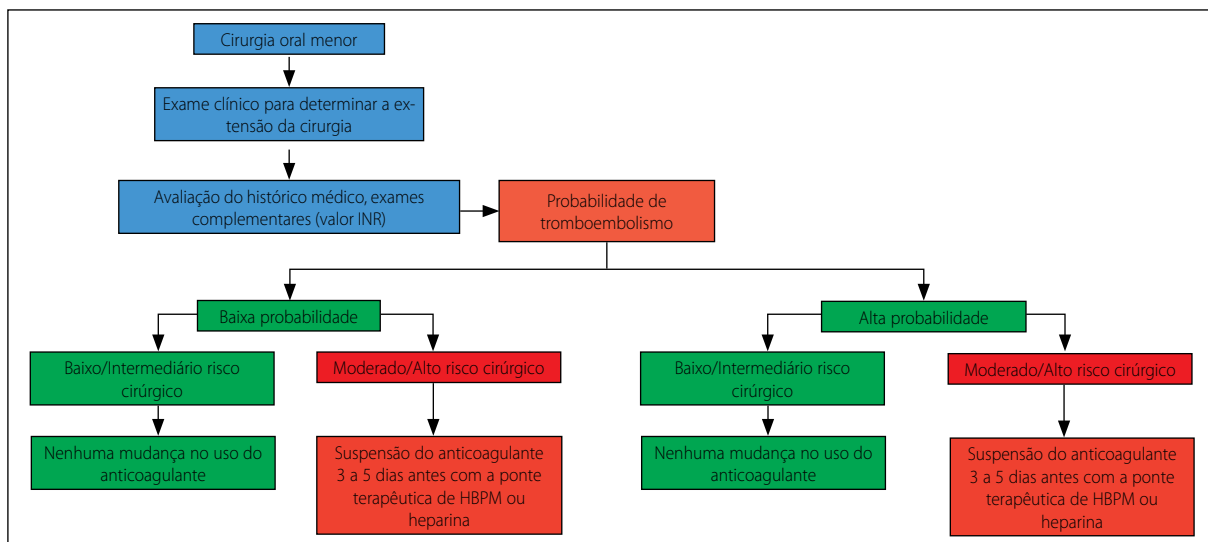 Cirurgia oral menor
Exame clínico para determinar a ex-
tensão da cirurgia
Avaliação do histórico médico, exames
complementares (valor INR)
Probabilidade de
tromboembolismo
Baixa probabilidade
Alta probabilidade
Baixo/Intermediário risco
cirúrgico
Moderado/Alto risco cirúrgico
Baixo/Intermediário risco
cirúrgico
Moderado/Alto risco cirúrgico
Nenhuma mudança no uso do
anticoagulante
Suspensão do anticoagulante
3 a 5 dias antes com a ponte
terapêutica de HBPM ou
heparina
Nenhuma mudança no uso do
anticoagulante
Suspensão do anticoagulante
3 a 5 dias antes com a ponte
terapêutica de HBPM ou
heparina